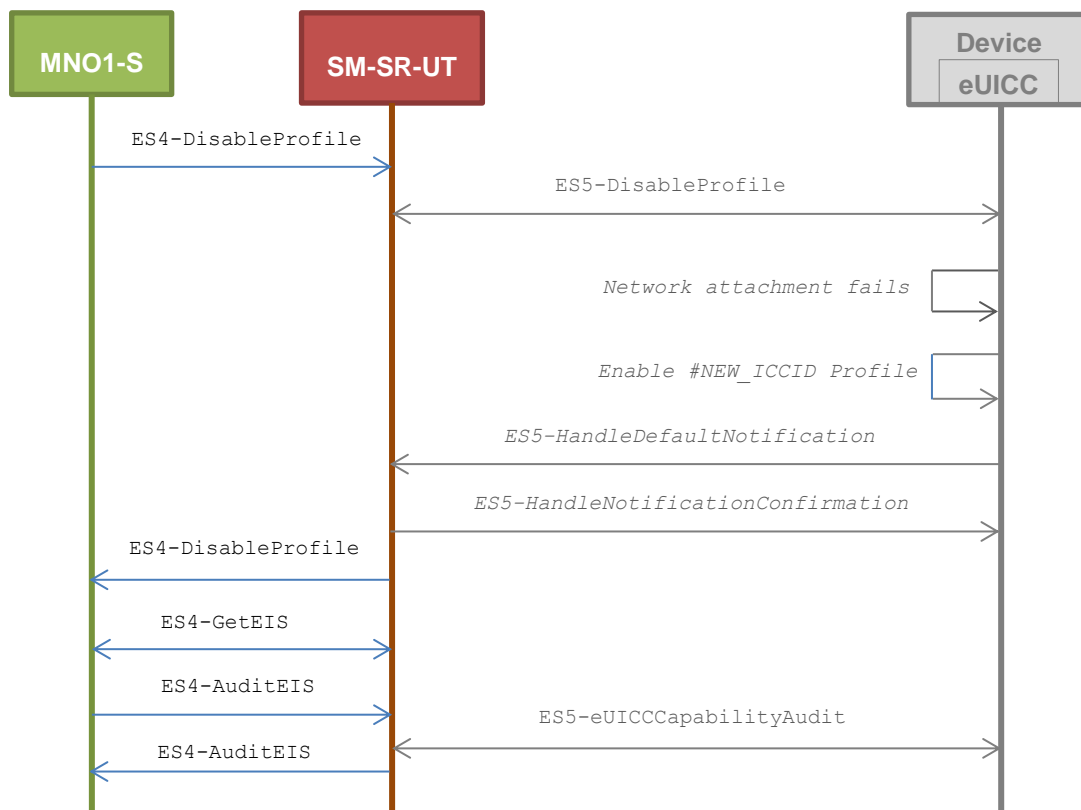 MNO1-S
SM-SR-UT
Device
eUICC
ES4-DisableProfile
ES5-DisableProfile
Network attachment fails
Enable #NEW_ICCID Profile
ES5-HandleDefaultNotification
ES5-HandleNotificationConfirmation
ES4-DisableProfile
ES4-GetEIS
ES4-AuditEIS
ES5-eUICCCapabilityAudit
ES4-AuditEIS